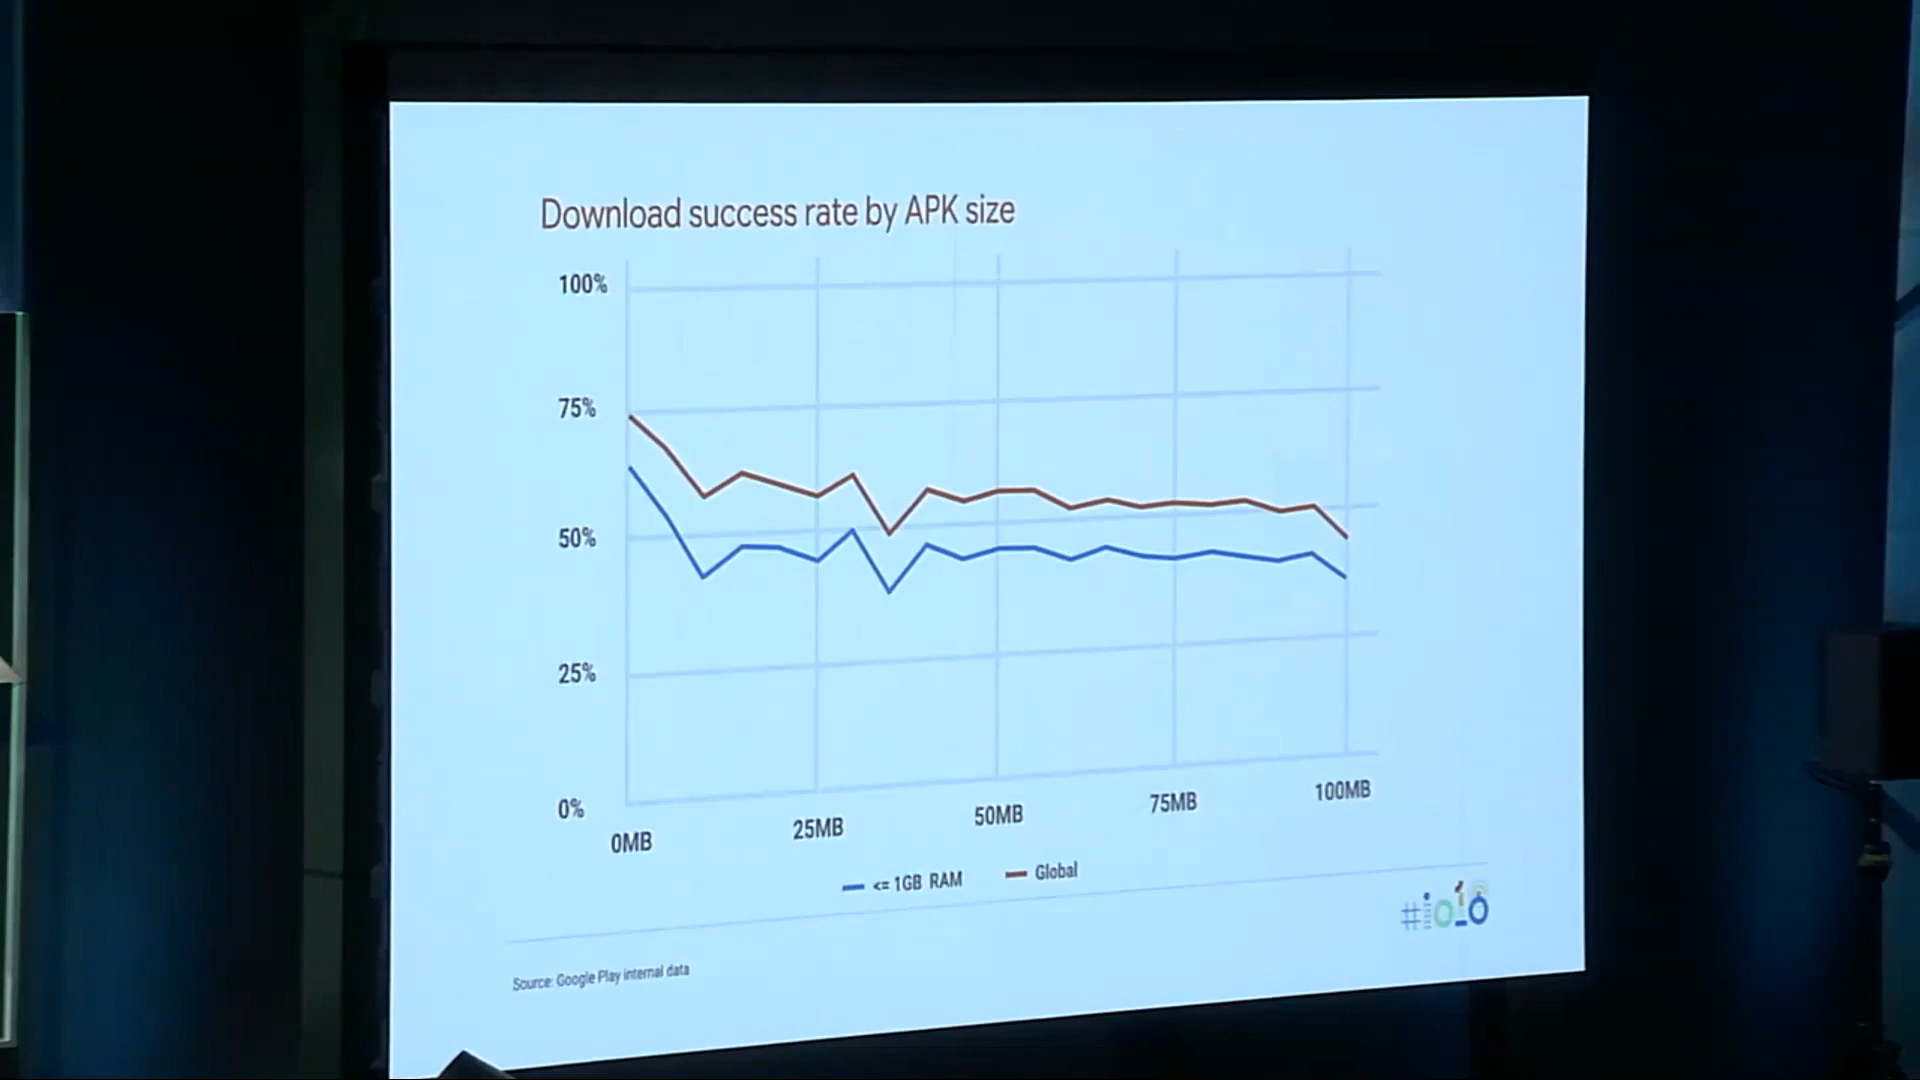 Download success rate by APK size
100%
75%
50%
25%
0%
0MB
25MB
50MB
75MB
100MB
<= 1GB RAM
Global
#io18
Source: Google Play internal data